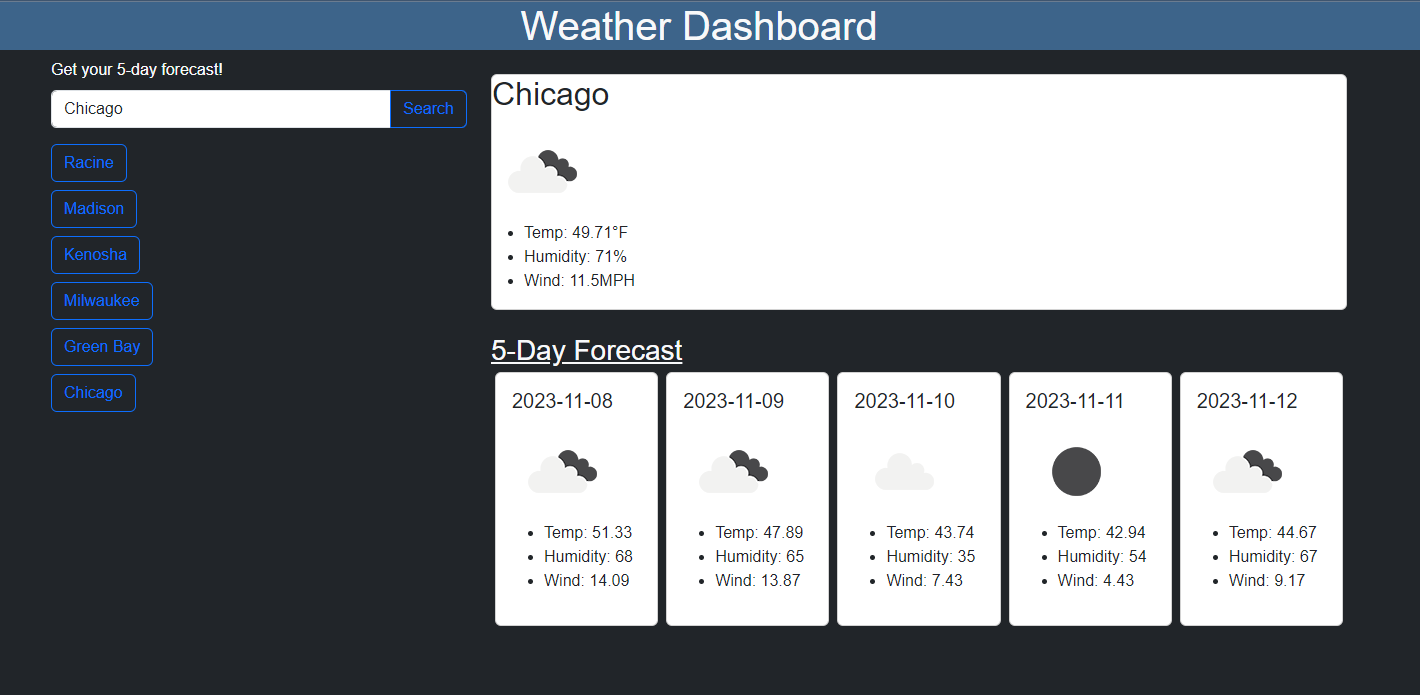 Weather Dashboard
Get your 5-day forecast!
Chicago
Search
Racine
Madison
Kenosha
Milwaukee
Green Bay
Chicago
Chicago
Temp: 49.71°F
Humidity: 71%
Wind: 11.5MPH
5-Day Forecast
2023-11-08
Temp: 51.33
Humidity: 68
Wind: 14.09
2023-11-09
Temp: 47.89
Humidity: 65
Wind: 13.87
2023-11-10
Temp: 43.74
Humidity: 35
Wind: 7.43
2023-11-11
Temp: 42.94
Humidity: 54
Wind: 4.43
2023-11-12
Temp: 44.67
Humidity: 67
Wind: 9.17